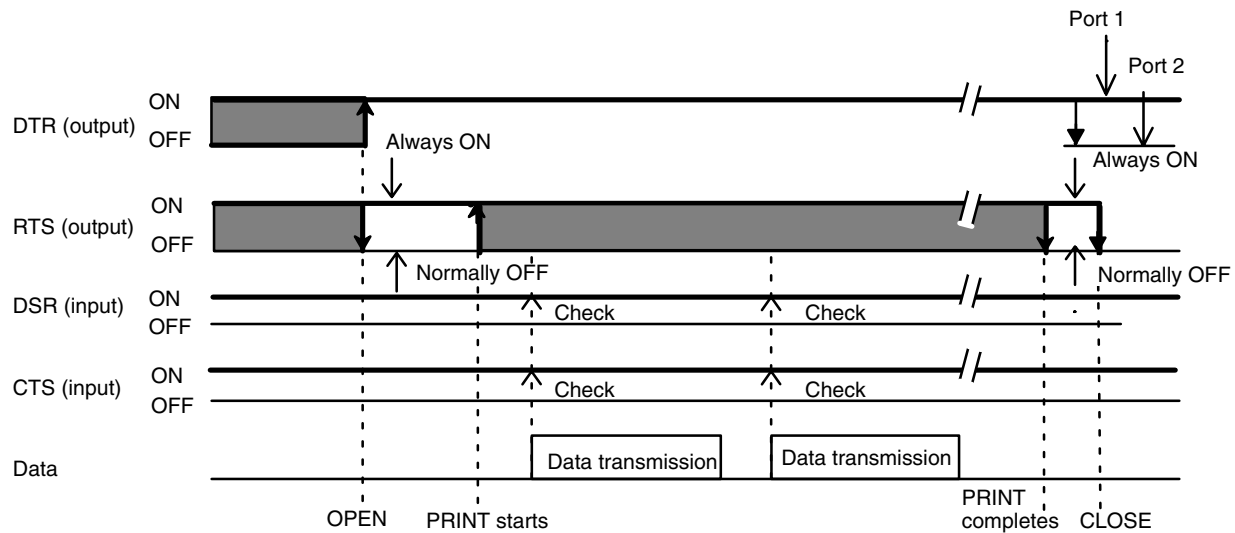 Port 1
Port 2
DTR (output)
ON
OFF
Always ON
Always ON
RTS (output)
ON
OFF
Normally OFF
Normally OFF
DSR (input)
ON
OFF
Check
Check
CTS (input)
ON
OFF
Check
Check
Data
Data transmission
Data transmission
OPEN
PRINT starts
PRINT
completes
CLOSE